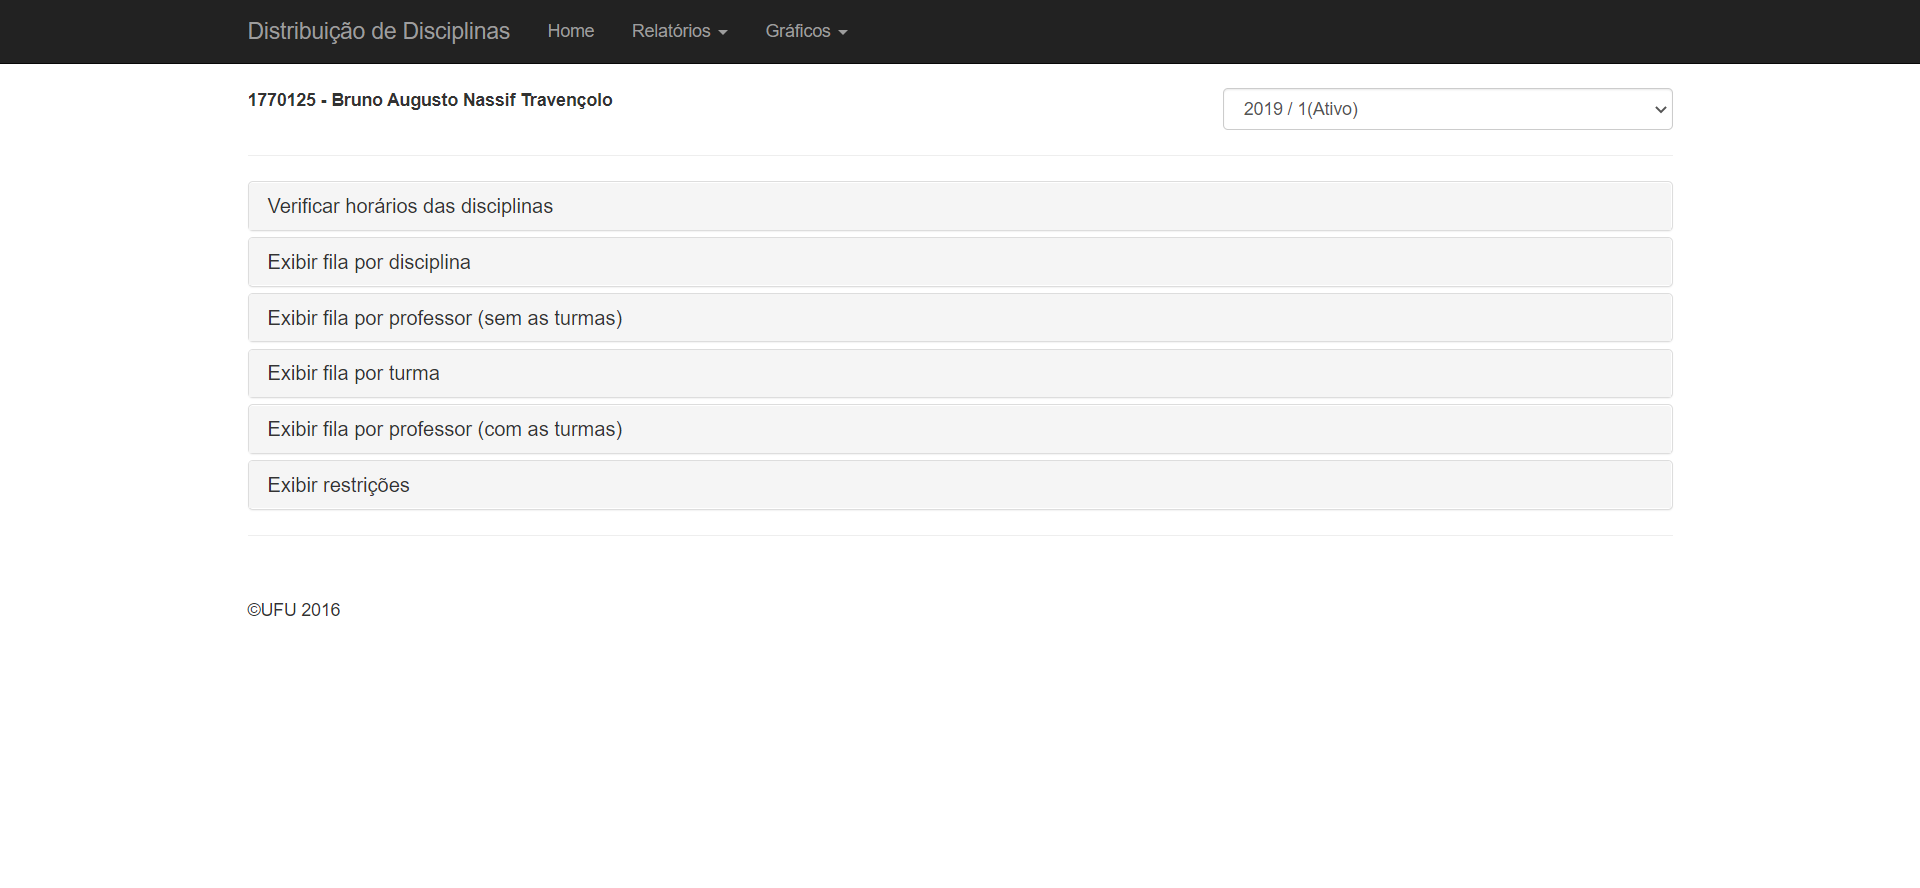 Distribuição de Disciplinas Home Relatórios Gráficos
1770125 - Bruno Augusto Nassif Travençolo
2019 / 1(Ativo)
Verificar horários das disciplinas
Exibir fila por disciplina
Exibir fila por professor (sem as turmas)
Exibir fila por turma
Exibir fila por professor (com as turmas)
Exibir restrições
©UFU 2016